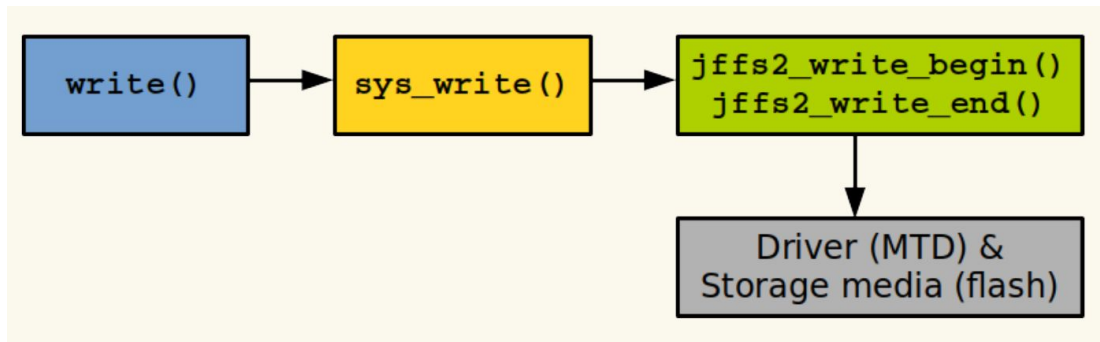 write()
sys_write()
jffs2_write_begin()
jffs2_write_end()
Driver (MTD) &
Storage media (flash)